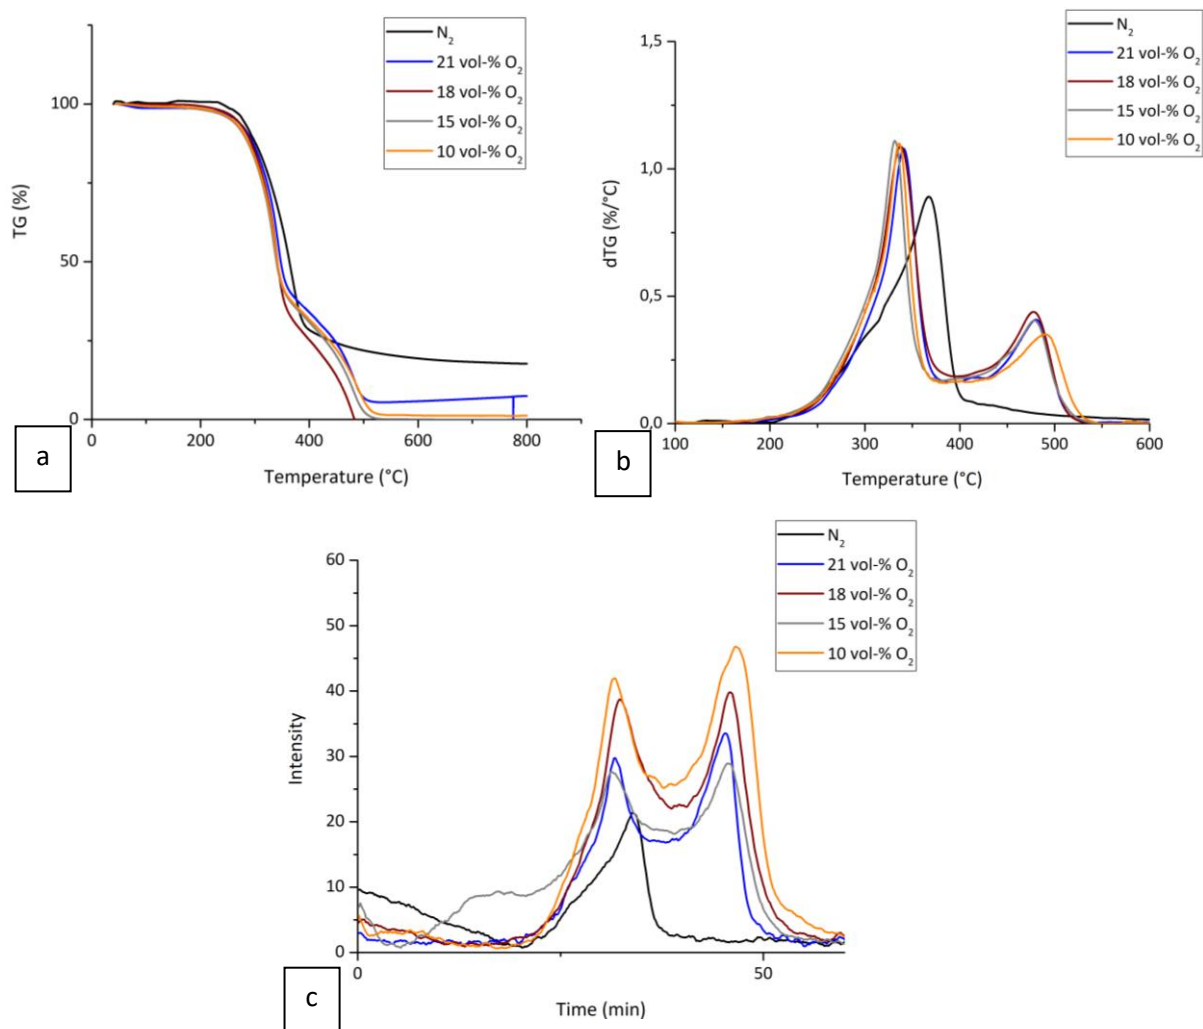 N₂
21 vol-% O₂
18 vol-% O₂
15 vol-% O₂
10 vol-% O₂
100
50
0
TG (%)
0 200 400 600 800
Temperature (°C)
a
N₂
21 vol-% O₂
18 vol-% O₂
15 vol-% O₂
10 vol-% O₂
1,5
1,0
0,5
0,0
dTG (%/°C)
100 200 300 400 500 600
Temperature (°C)
b
N₂
21 vol-% O₂
18 vol-% O₂
15 vol-% O₂
10 vol-% O₂
60
50
40
30
20
10
0
Intensity
0 50
Time (min)
c